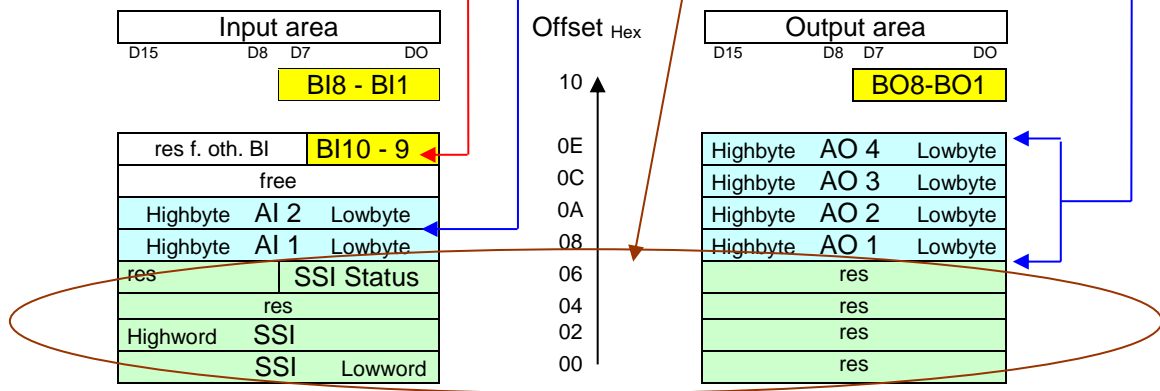 Input area
Offset Hex
Output area
D15 D8 D7 DO
D15 D8 D7 DO
BI8 - BI1
10
BO8-BO1
res f. oth. BI
BI10 - 9
0E
Highbyte AO 4 Lowbyte
free
0C
Highbyte AO 3 Lowbyte
Highbyte AI 2 Lowbyte
0A
Highbyte AO 2 Lowbyte
Highbyte AI 1 Lowbyte
08
Highbyte AO 1 Lowbyte
res
SSI Status
06
res
res
04
res
Highword SSI
02
res
SSI Lowword
00
res